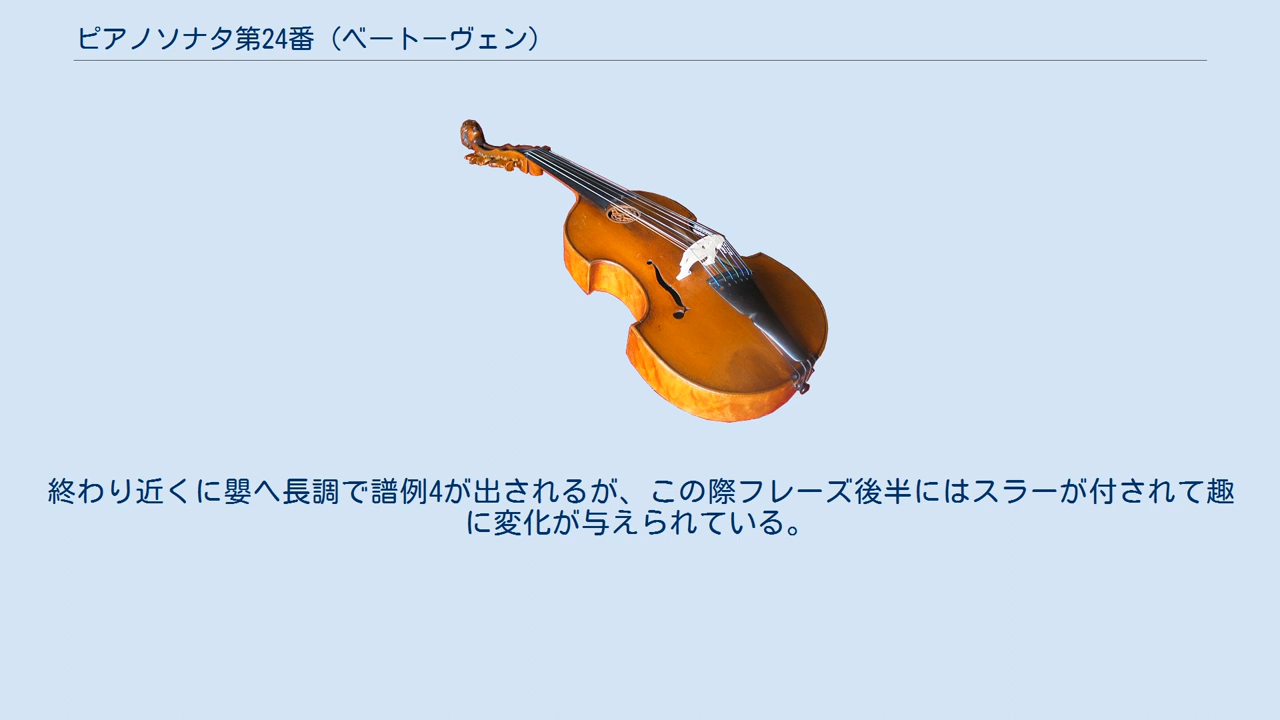 ピアノソナタ第24番（ベートーヴェン）
終わり近くに嬰ヘ長調で譜例4が出されるが、この際フレーズ後半にはスラーが付されて趣
に変化が与えられている。